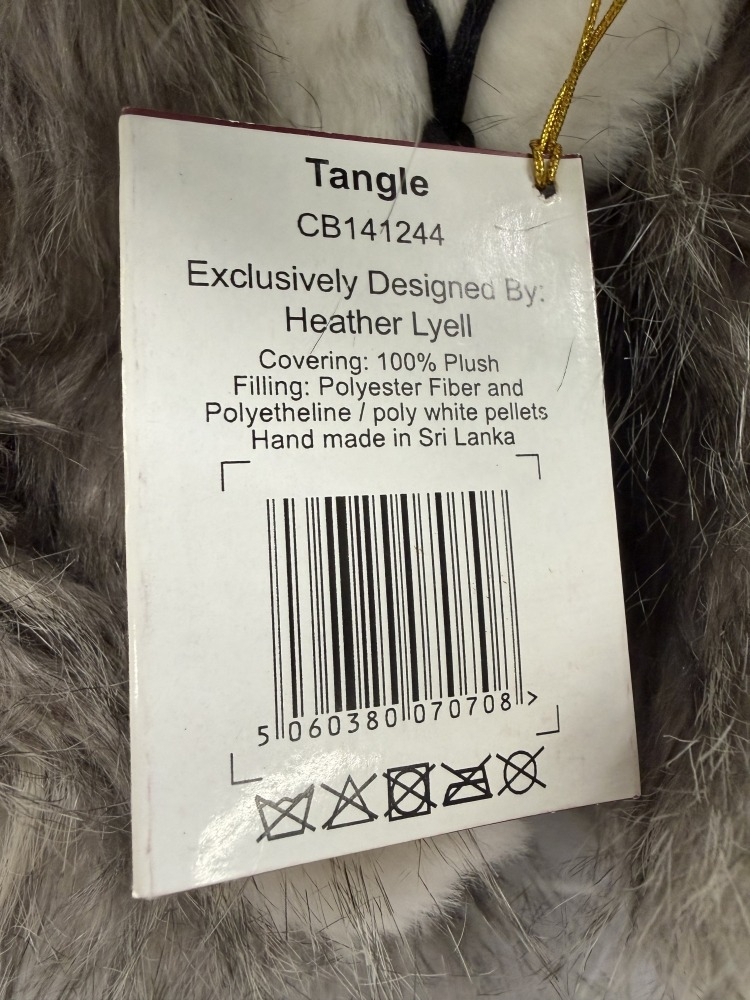 Tangle
CB141244
Exclusively Designed By:
Heather Lyell
Covering: 100% Plush
Filling: Polyester Fiber and
Polyetheline / poly white pellets
Hand made in Sri Lanka
5 060380 070708 >